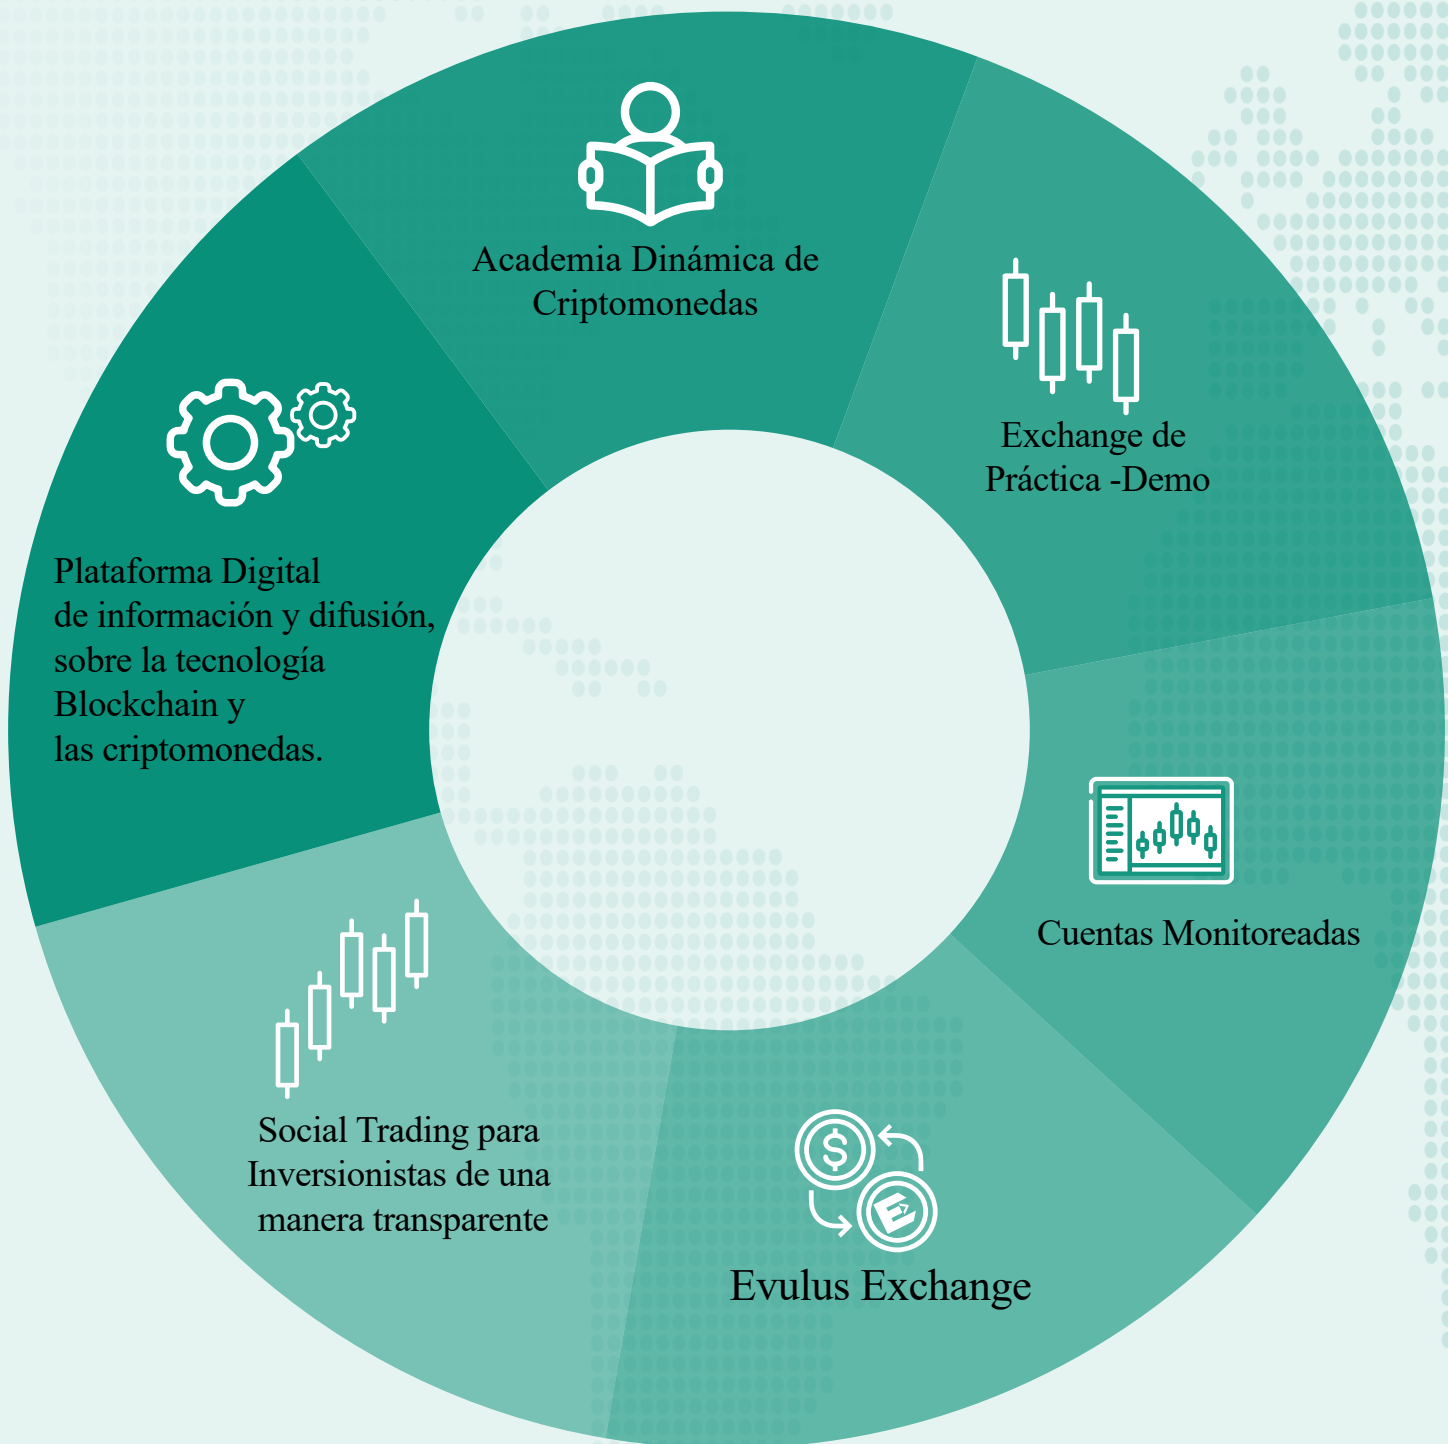 Academia Dinámica de
Criptomonedas
Exchange de
Práctica -Demo
Plataforma Digital
de información y difusión,
sobre la tecnología
Blockchain y
las criptomonedas.
Cuentas Monitoreadas
Social Trading para
Inversionistas de una
manera transparente
$
Evulus Exchange